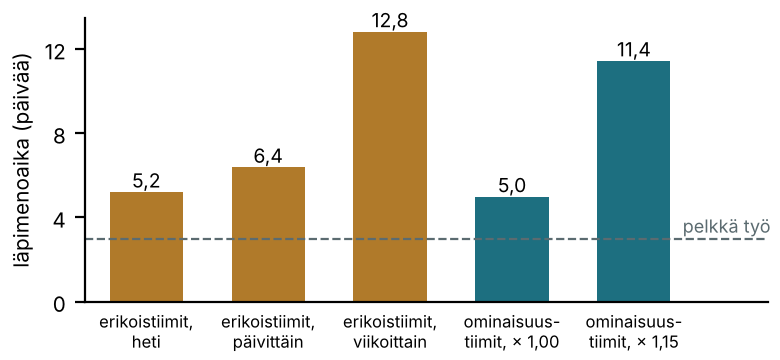 läpimenoaika (päivää)
12
8
4
0
5,2
6,4
12,8
5,0
11,4
pelkkä työ
erikoistiimit,
heti
erikoistiimit,
päivittäin
erikoistiimit,
viikoittain
ominaisuus-
tiimit, × 1,00
ominaisuus-
tiimit, × 1,15